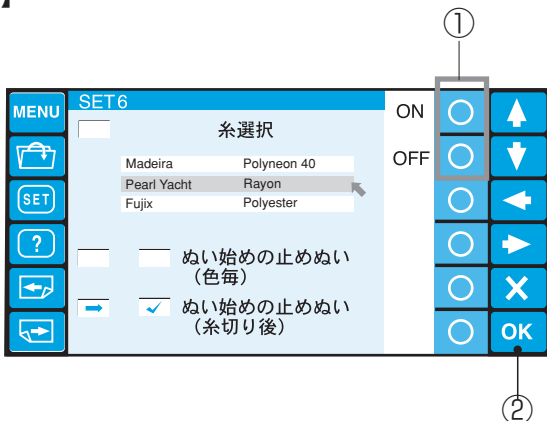 ①
MENU
SET6
ON
糸選択
OFF
Madeira Polyneon 40
Pearl Yacht Rayon
Fujix Polyester
SET
?
ぬい始めの止めぬい
（色毎）
ぬい始めの止めぬい
（糸切り後）
OK
②